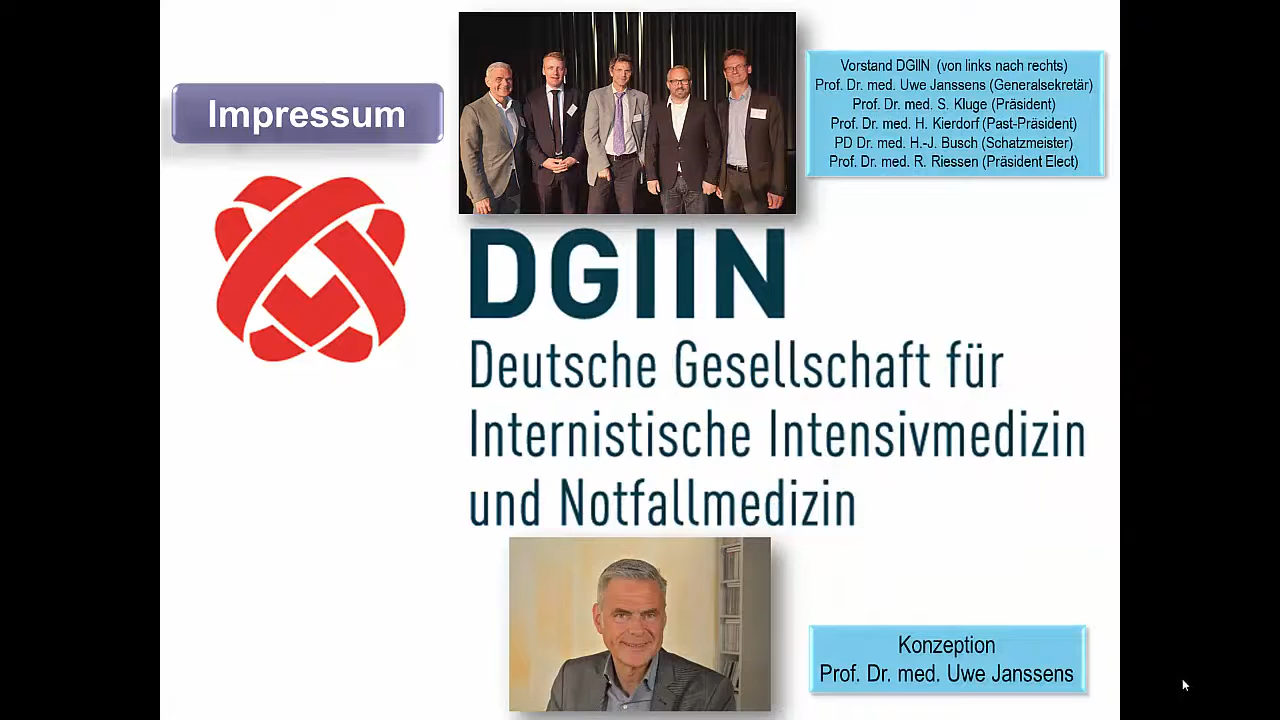 Impressum
Vorstand DGIIN (von links nach rechts)
Prof. Dr. med. Uwe Janssens (Generalsekretär)
Prof. Dr. med. S. Kluge (Präsident)
Prof. Dr. med. H. Kierdorf (Past-Präsident)
PD Dr. med. H.-J. Busch (Schatzmeister)
Prof. Dr. med. R. Riessen (Präsident Elect)
DGIIN
Deutsche Gesellschaft für
Internistische Intensivmedizin
und Notfallmedizin
Konzeption
Prof. Dr. med. Uwe Janssens